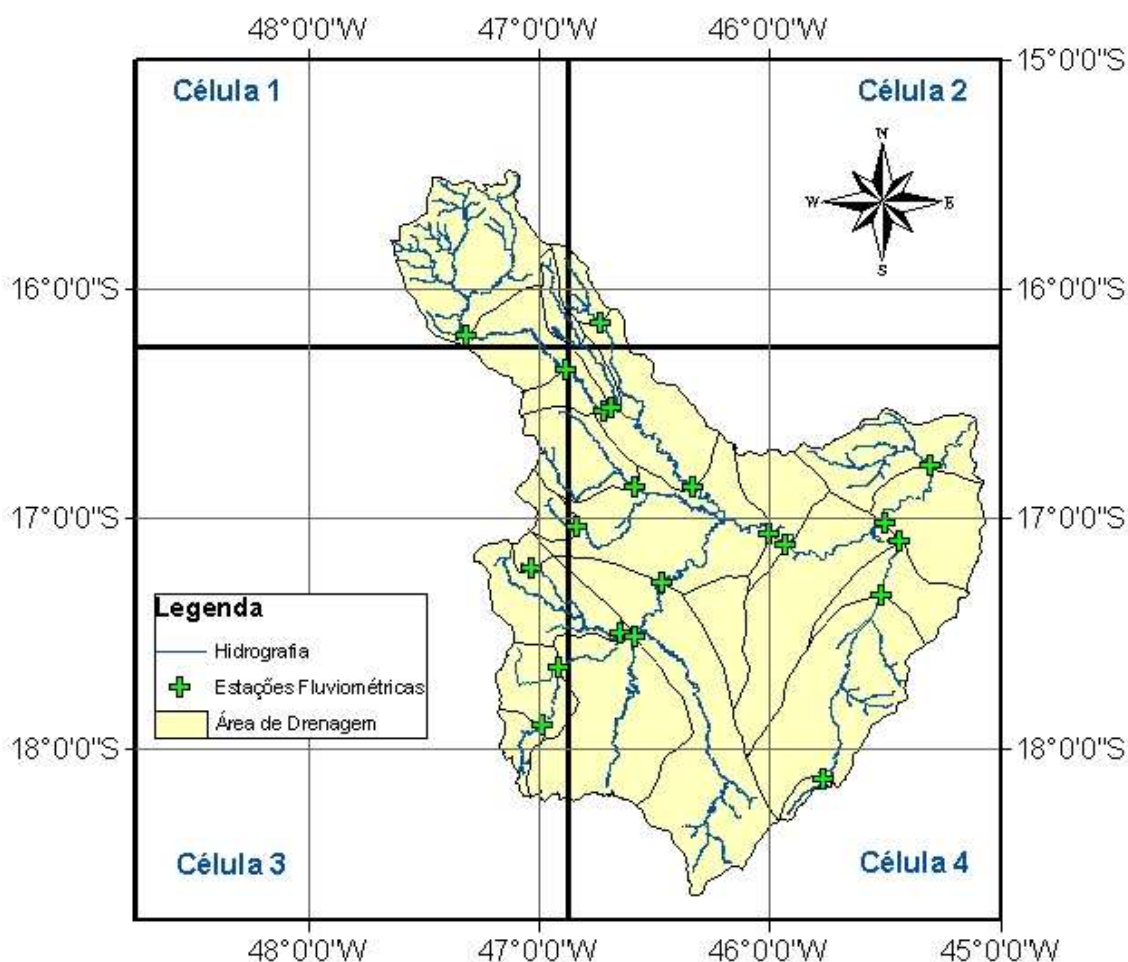 48°0'0"W 47°0'0"W 46°0'0"W
15°0'0"S
Célula 1 Célula 2
N
W E
S
16°0'0"S 16°0'0"S
17°0'0"S 17°0'0"S
Legenda
Hidrografia
Estações Fluviométricas
Área de Drenagem
18°0'0"S 18°0'0"S
Célula 3 Célula 4
48°0'0"W 47°0'0"W 46°0'0"W 45°0'0"W